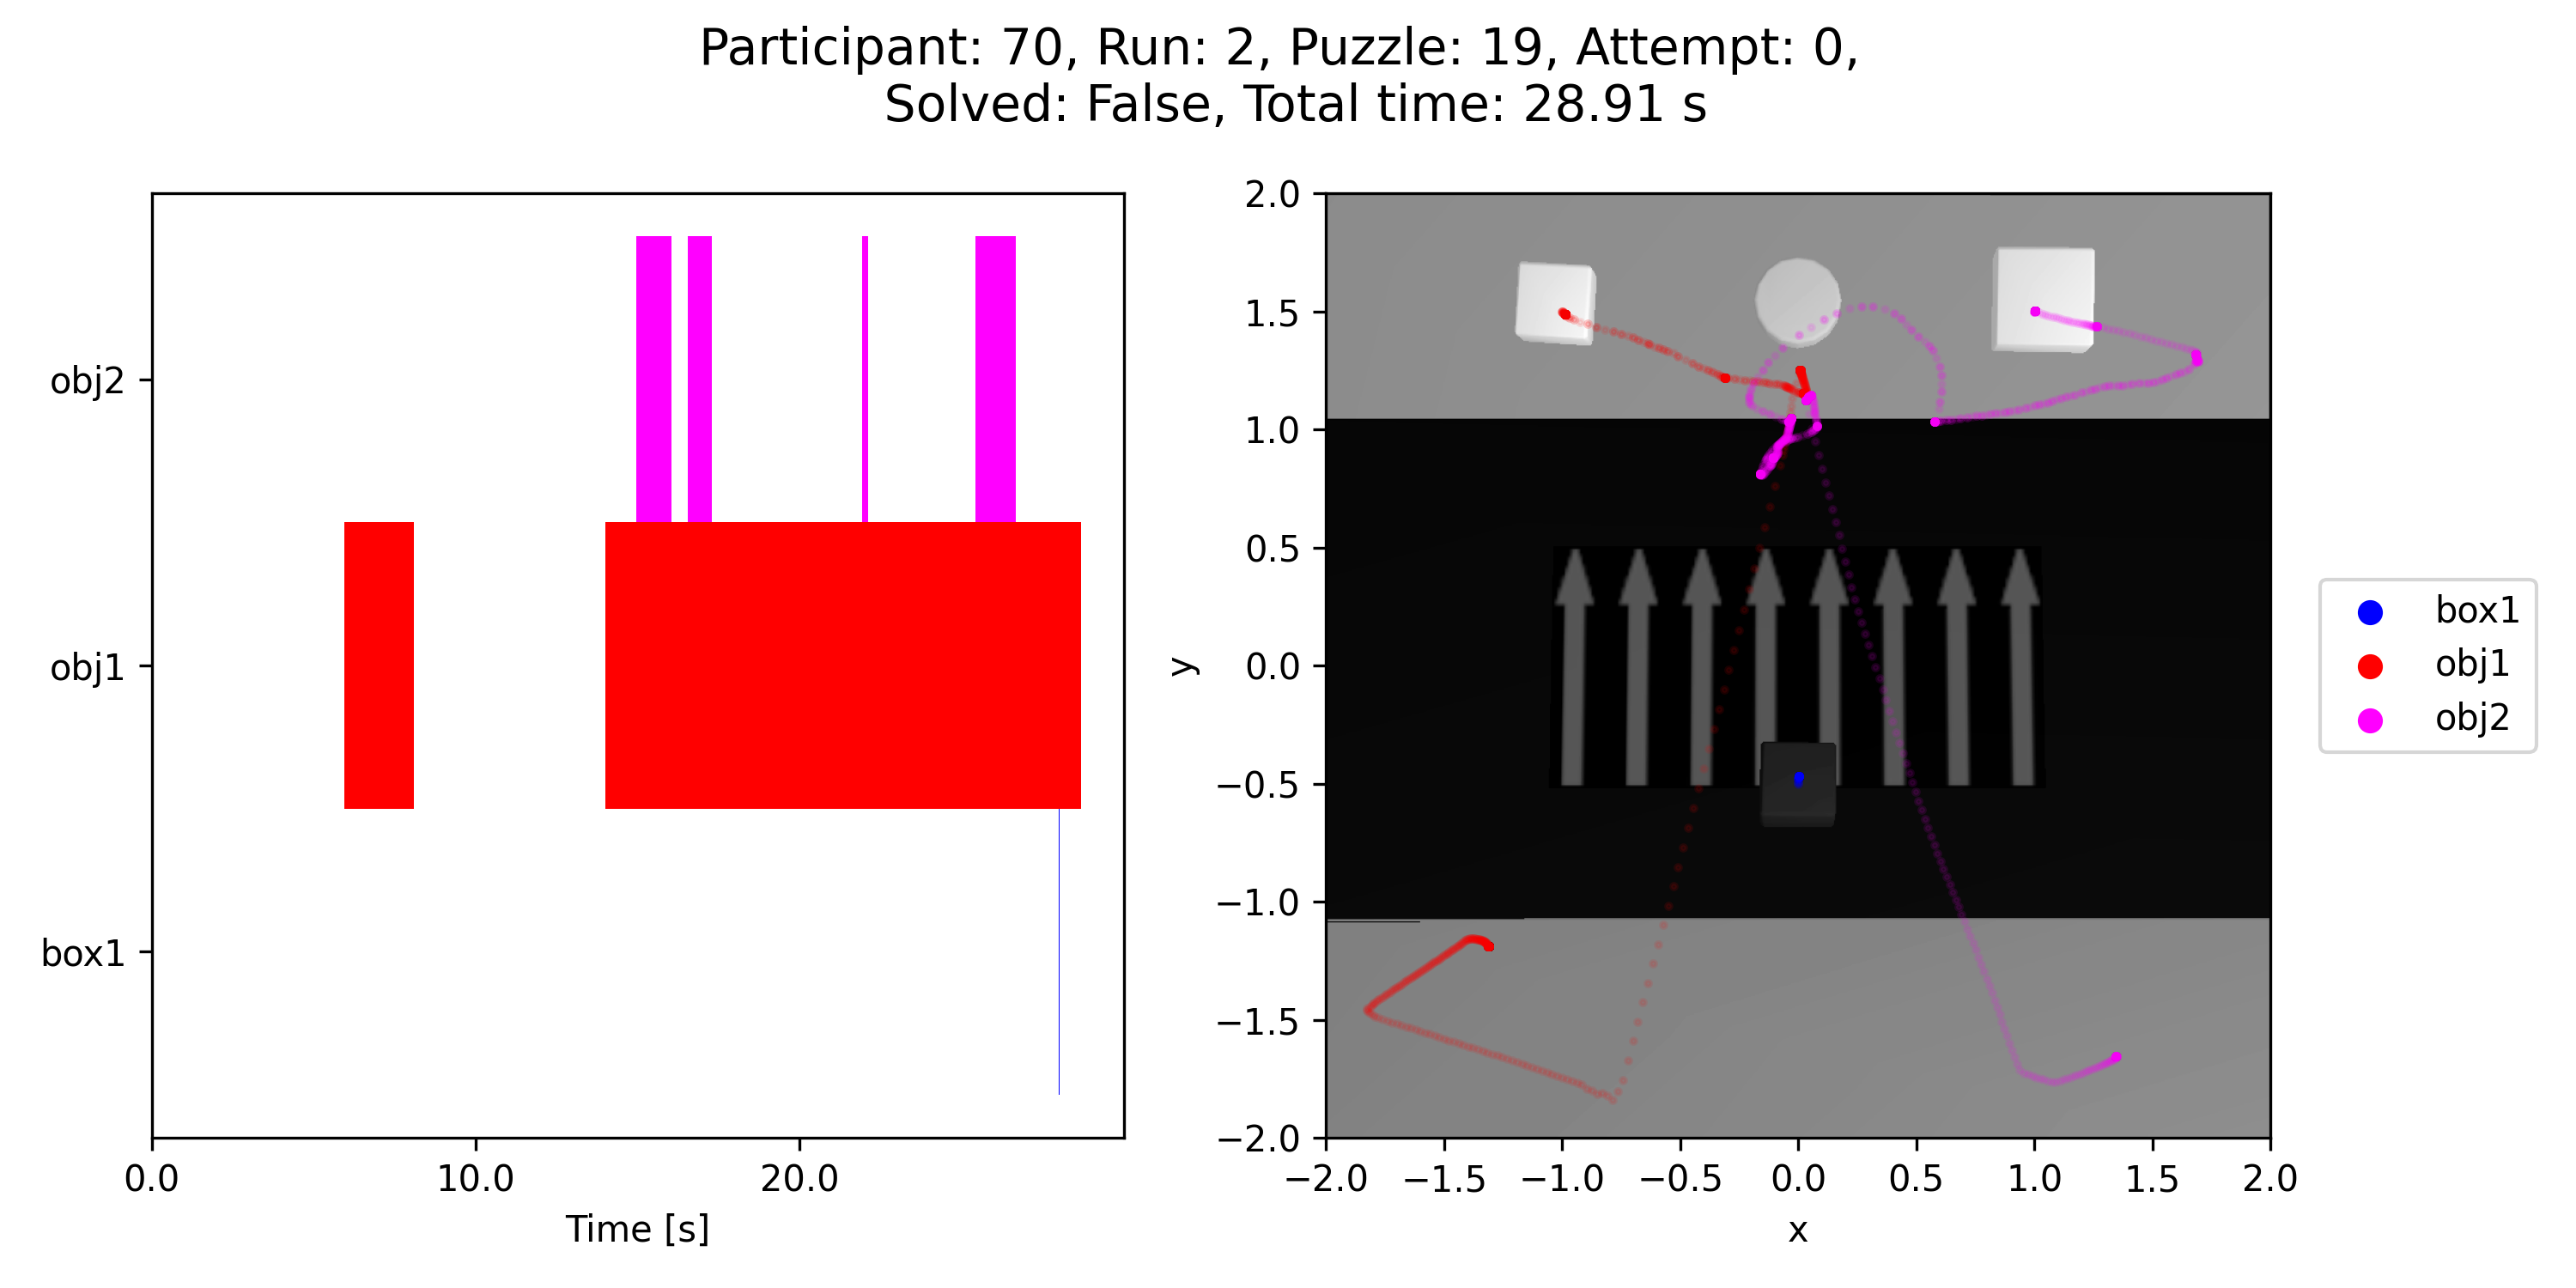 Participant: 70, Run: 2, Puzzle: 19, Attempt: 0,
Solved: False, Total time: 28.91 s
obj2
obj1
box1
0.0 10.0 20.0
Time [s]
2.0
1.5
1.0
0.5
0.0
−0.5
−1.0
−1.5
−2.0
y
−2.0 −1.5 −1.0 −0.5 0.0 0.5 1.0 1.5 2.0
x
box1
obj1
obj2